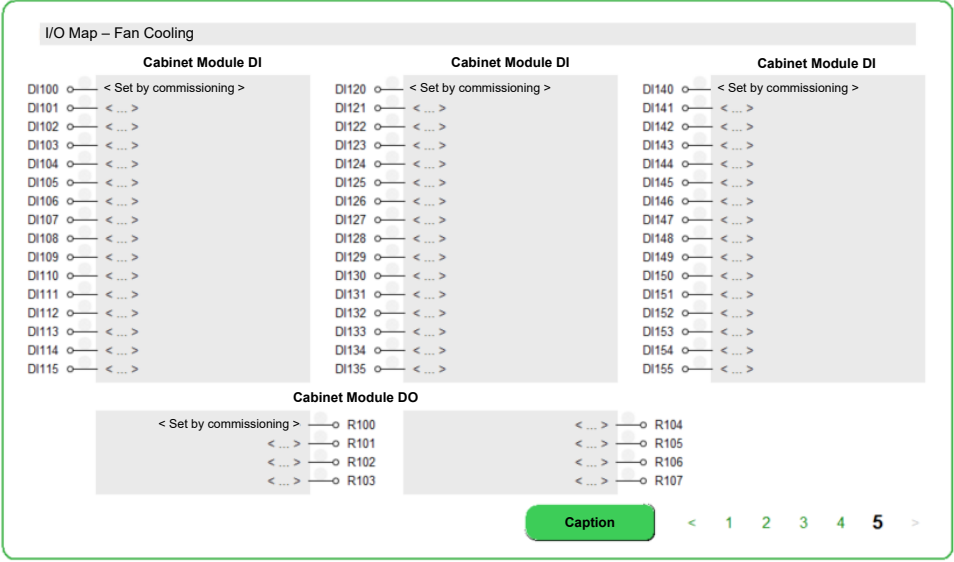 I/O Map – Fan Cooling
Cabinet Module DI
DI100 < Set by commissioning >
DI101 < ... >
DI102 < ... >
DI103 < ... >
DI104 < ... >
DI105 < ... >
DI106 < ... >
DI107 < ... >
DI108 < ... >
DI109 < ... >
DI110 < ... >
DI111 < ... >
DI112 < ... >
DI113 < ... >
DI114 < ... >
DI115 < ... >
Cabinet Module DI
DI120 < Set by commissioning >
DI121 < ... >
DI122 < ... >
DI123 < ... >
DI124 < ... >
DI125 < ... >
DI126 < ... >
DI127 < ... >
DI128 < ... >
DI129 < ... >
DI130 < ... >
DI131 < ... >
DI132 < ... >
DI133 < ... >
DI134 < ... >
DI135 < ... >
Cabinet Module DI
DI140 < Set by commissioning >
DI141 < ... >
DI142 < ... >
DI143 < ... >
DI144 < ... >
DI145 < ... >
DI146 < ... >
DI147 < ... >
DI148 < ... >
DI149 < ... >
DI150 < ... >
DI151 < ... >
DI152 < ... >
DI153 < ... >
DI154 < ... >
DI155 < ... >
Cabinet Module DO
< Set by commissioning > R100
< ... > R101
< ... > R102
< ... > R103
< ... > R104
< ... > R105
< ... > R106
< ... > R107
Caption
< 1 2 3 4 5 >